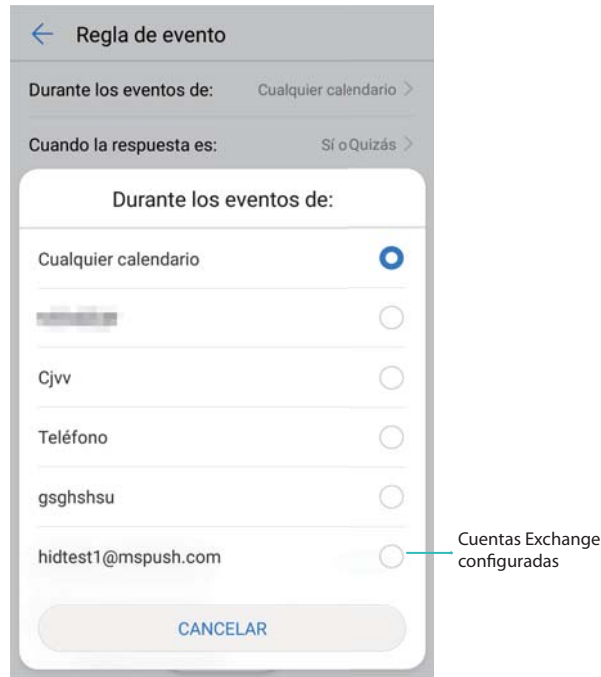 Regla de evento
Durante los eventos de: Cualquier calendario
Cuando la respuesta es: Sí o Quizás
Durante los eventos de:
Cualquier calendario
Cjvv
Teléfono
gsghshsu
hidtest1@mspush.com
Cuentas Exchange
configuradas
CANCELAR